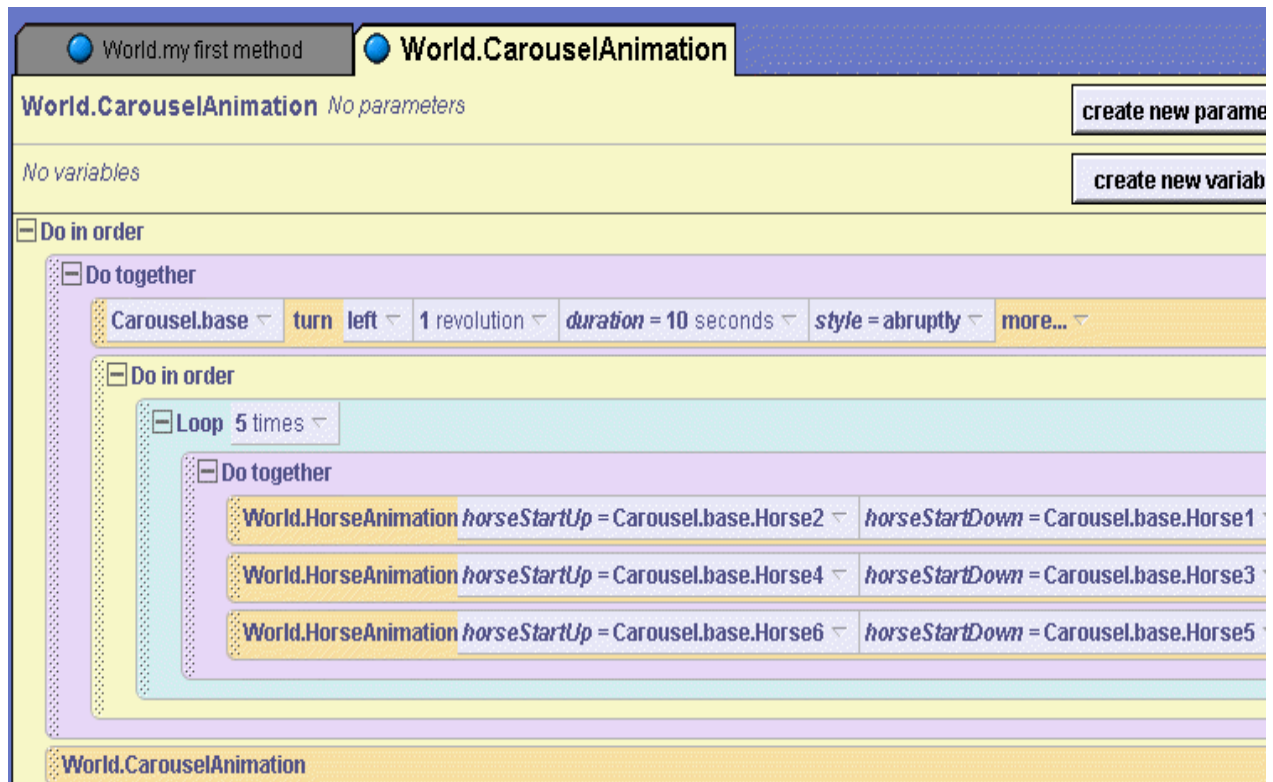 World.my first method World.CarouselAnimation
World.CarouselAnimation No parameters create new parame
No variables create new variab
Do in order
Do together
Carousel.base turn left 1 revolution duration = 10 seconds style = abruptly more...
Do in order
Loop 5 times
Do together
World.HorseAnimation horseStartUp = Carousel.base.Horse2 horseStartDown = Carousel.base.Horse1
World.HorseAnimation horseStartUp = Carousel.base.Horse4 horseStartDown = Carousel.base.Horse3
World.HorseAnimation horseStartUp = Carousel.base.Horse6 horseStartDown = Carousel.base.Horse5
World.CarouselAnimation